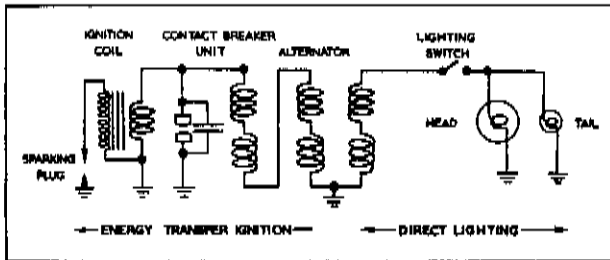 IGNITION
COIL
CONTACT BREAKER
UNIT
ALTERNATOR
LIGHTING
SWITCH
HEAD
TAIL
SPARKING
PLUG
ENERGY TRANSFER IGNITION
DIRECT LIGHTING